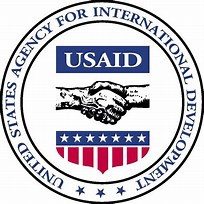 UNITED STATES AGENCY FOR INTERNATIONAL DEVELOPMENT
USAID